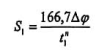 S₁ = 166,7Δφ / t₁ⁿ